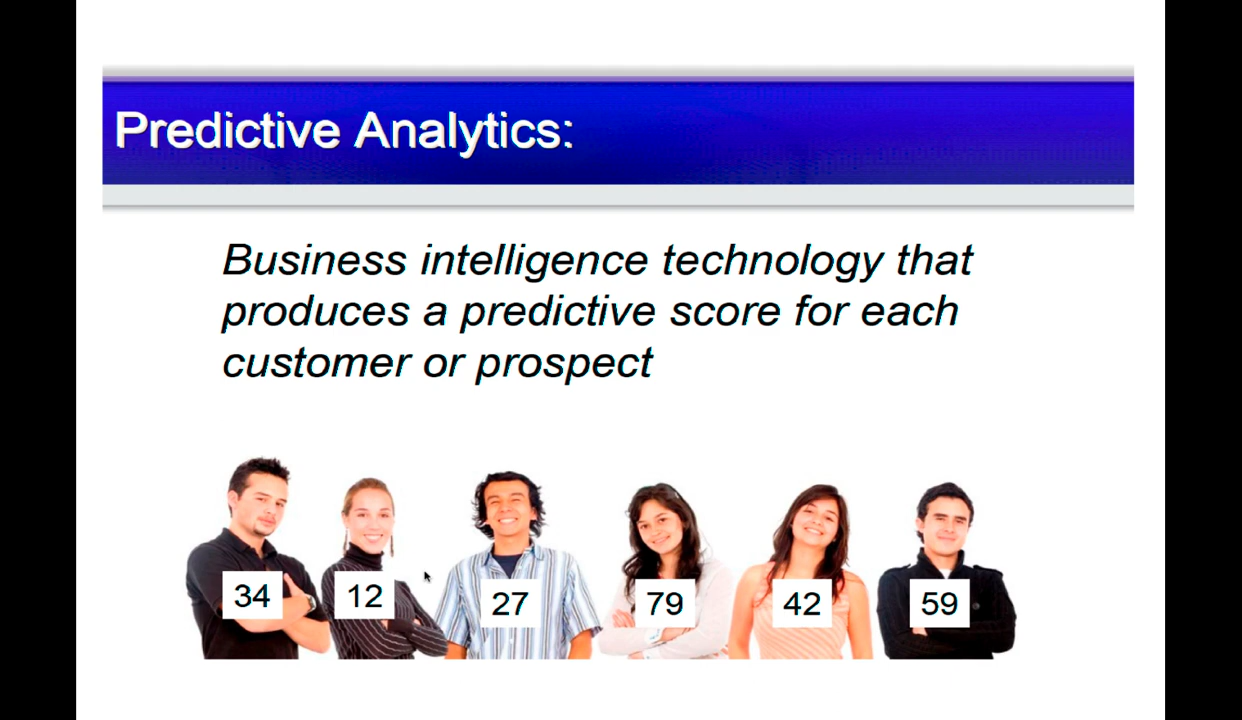 Predictive Analytics:
Business intelligence technology that
produces a predictive score for each
customer or prospect
34 12 27 79 42 59